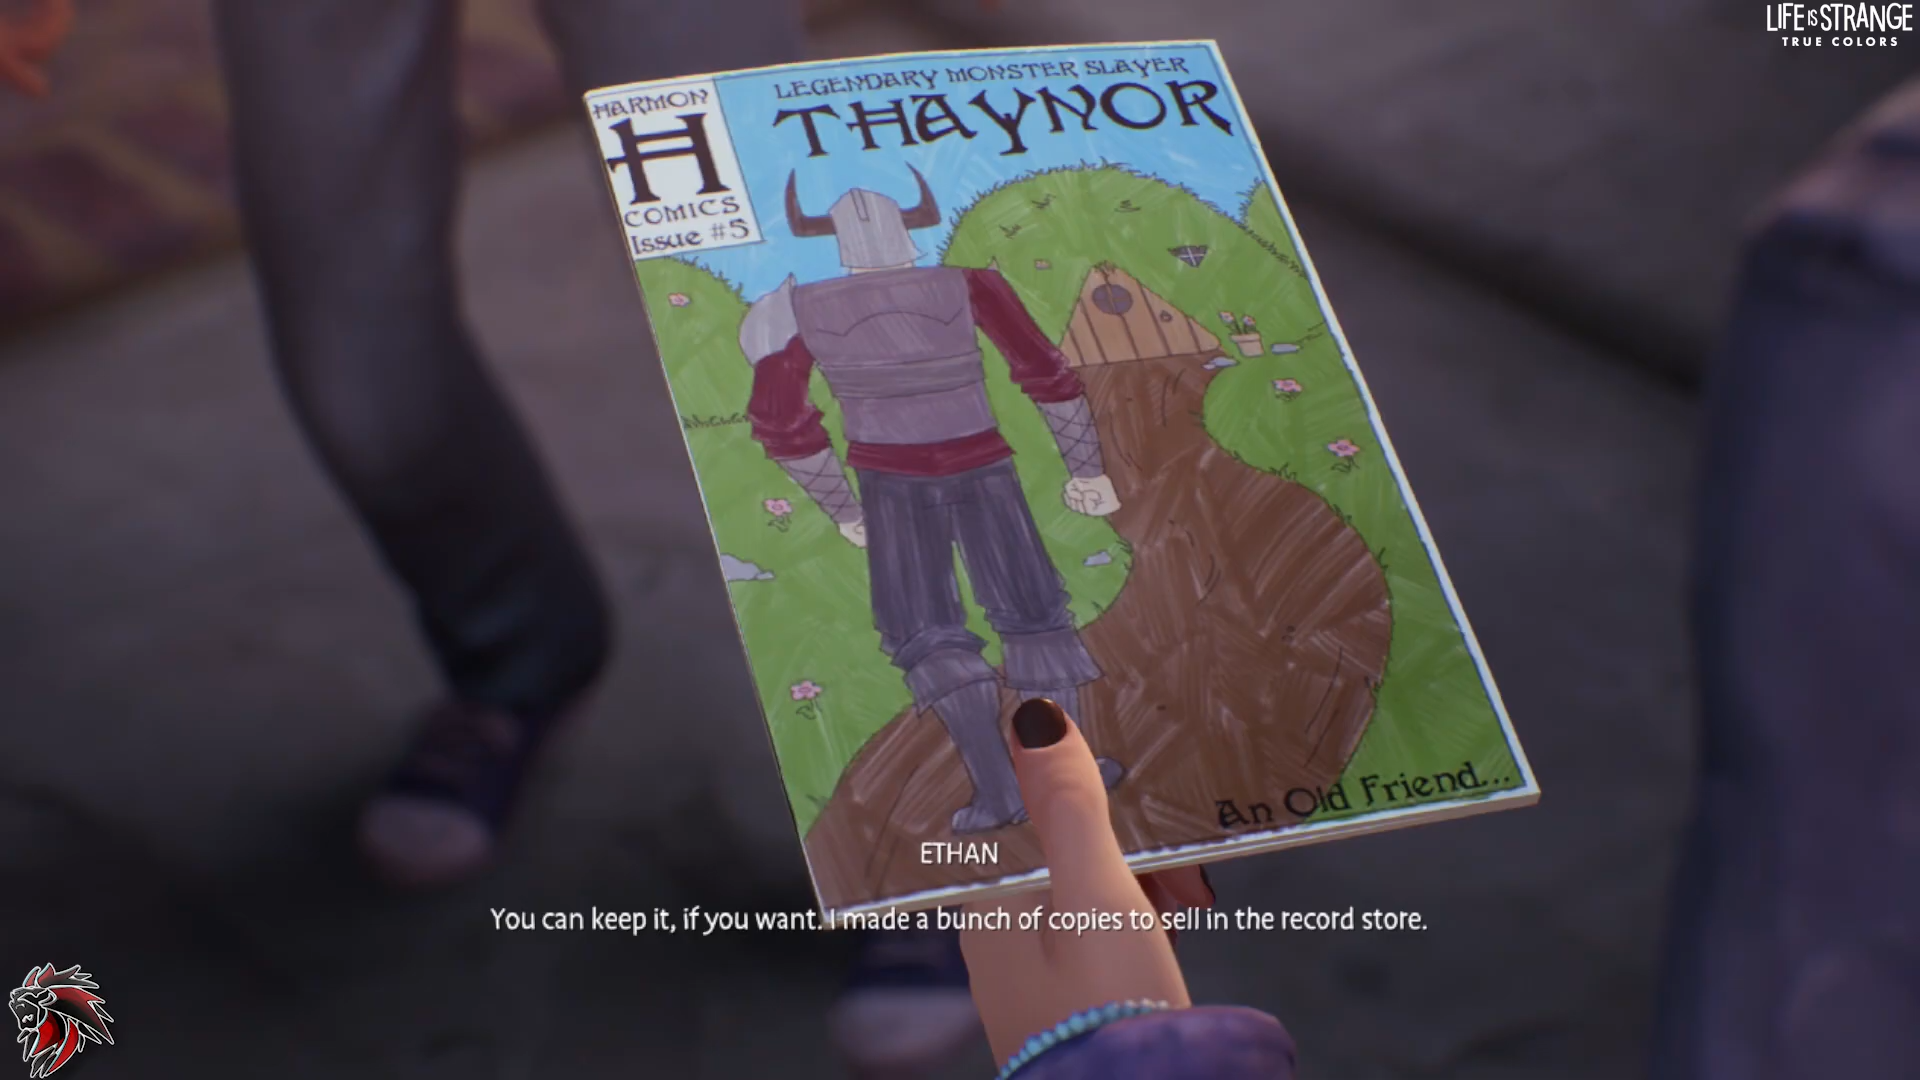 LIFE IS STRANGE
TRUE COLORS
HARMON
H
COMICS
Issue #5
LEGENDARY MONSTER SLAYER
THAYNOR
An Old Friend...
ETHAN
You can keep it, if you want. I made a bunch of copies to sell in the record store.